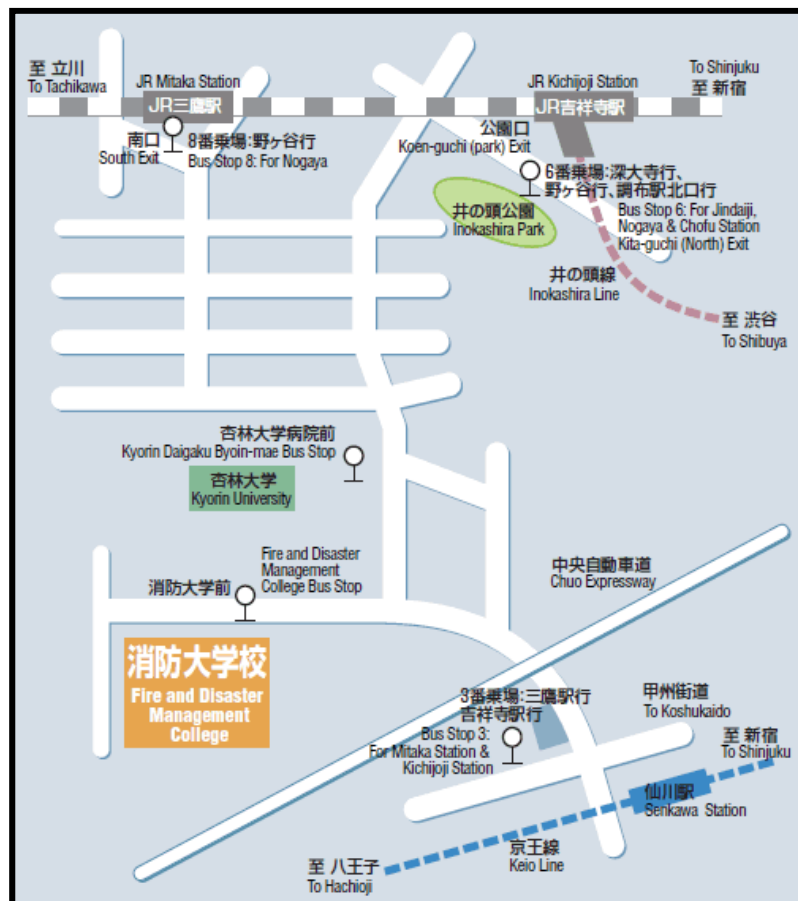 至 立川
To Tachikawa
JR Mitaka Station
JR三鷹駅
JR Kichijoji Station
JR吉祥寺駅
To Shinjuku
至 新宿
南口
South Exit
8番乗場:野ヶ谷行
Bus Stop 8: For Nogaya
公園口
Koen-guchi (park) Exit
6番乗場:深大寺行、
野ヶ谷行、調布駅北口行
Bus Stop 6: For Jindaiji,
Nogaya & Chofu Station
Kita-guchi (North) Exit
井の頭公園
Inokashira Park
井の頭線
Inokashira Line
至 渋谷
To Shibuya
杏林大学病院前
Kyorin Daigaku Byoin-mae Bus Stop
杏林大学
Kyorin University
消防大学前
Fire and Disaster
Management
College Bus Stop
中央自動車道
Chuo Expressway
消防大学校
Fire and Disaster
Management
College
3番乗場:三鷹駅行
吉祥寺駅行
Bus Stop 3:
For Mitaka Station &
Kichijoji Station
甲州街道
To Koshukaido
至 新宿
To Shinjuku
仙川駅
Senkawa Station
京王線
Keio Line
至 八王子
To Hachioji